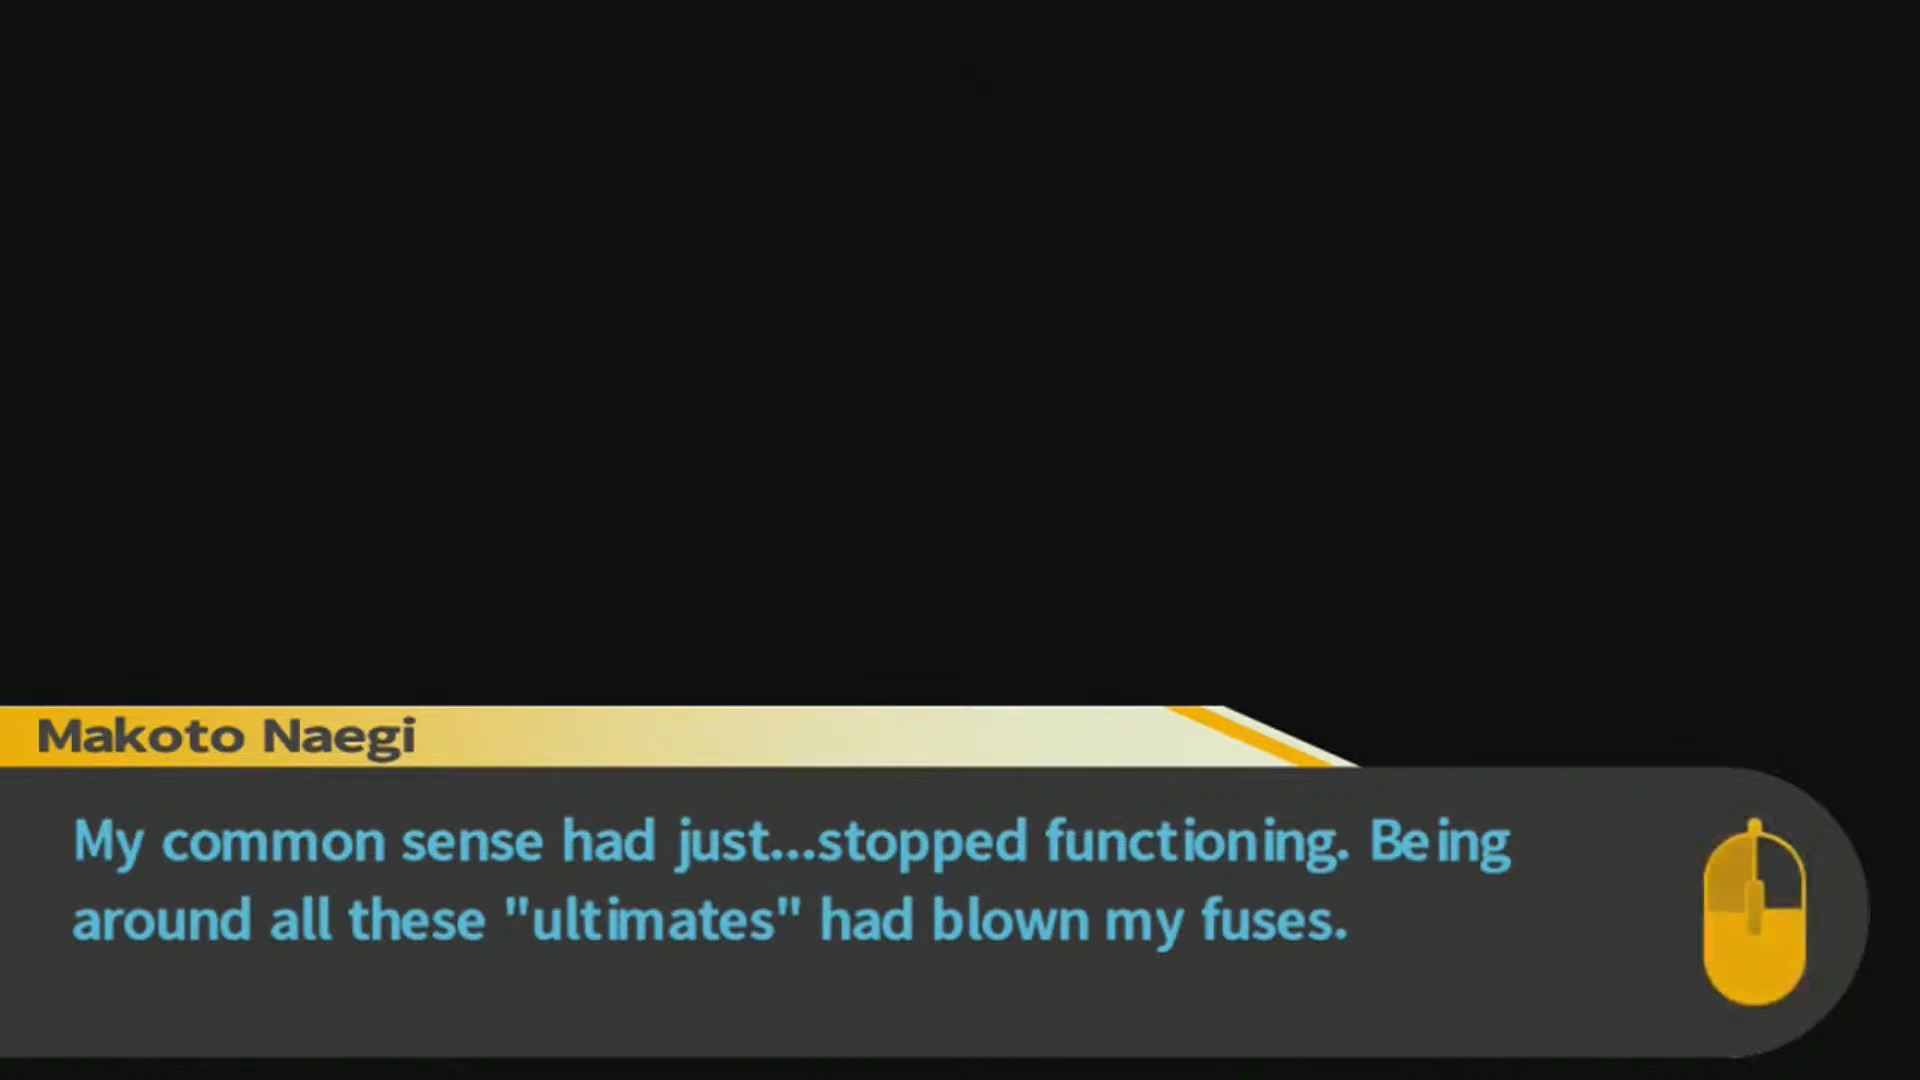 Makoto Naegi
My common sense had just...stopped functioning. Being
around all these "ultimates" had blown my fuses.